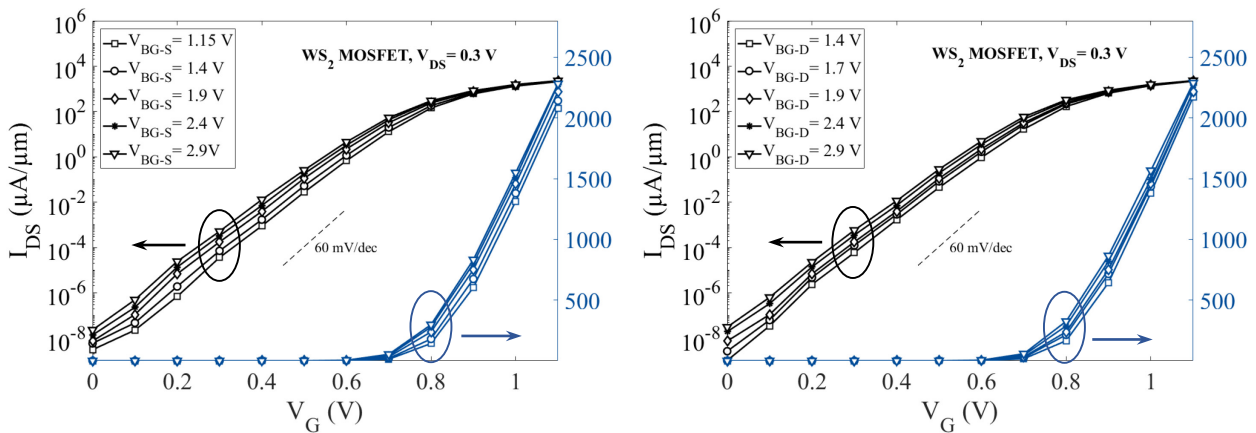 10^6
10^4
10^2
10^0
10^-2
10^-4
10^-6
10^-8
I_DS (μA/μm)
V_BG-S = 1.15 V
V_BG-S = 1.4 V
V_BG-S = 1.9 V
V_BG-S = 2.4 V
V_BG-S = 2.9 V
WS_2 MOSFET, V_DS = 0.3 V
60 mV/dec
2500
2000
1500
1000
500
0 0.2 0.4 0.6 0.8 1
V_G (V)
10^6
10^4
10^2
10^0
10^-2
10^-4
10^-6
10^-8
I_DS (μA/μm)
V_BG-D = 1.4 V
V_BG-D = 1.7 V
V_BG-D = 1.9 V
V_BG-D = 2.4 V
V_BG-D = 2.9 V
WS_2 MOSFET, V_DS = 0.3 V
60 mV/dec
2500
2000
1500
1000
500
0 0.2 0.4 0.6 0.8 1
V_G (V)